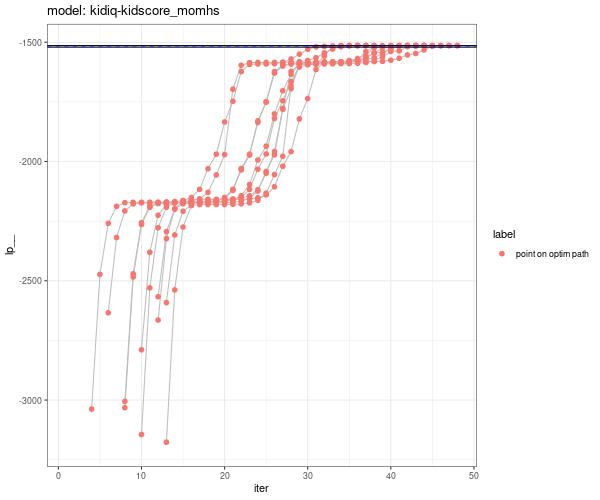 model: kidiq-kidscore_momhs
-1500
-2000
-2500
-3000
lp__
0
10
20
30
40
50
iter
label
point on optim path